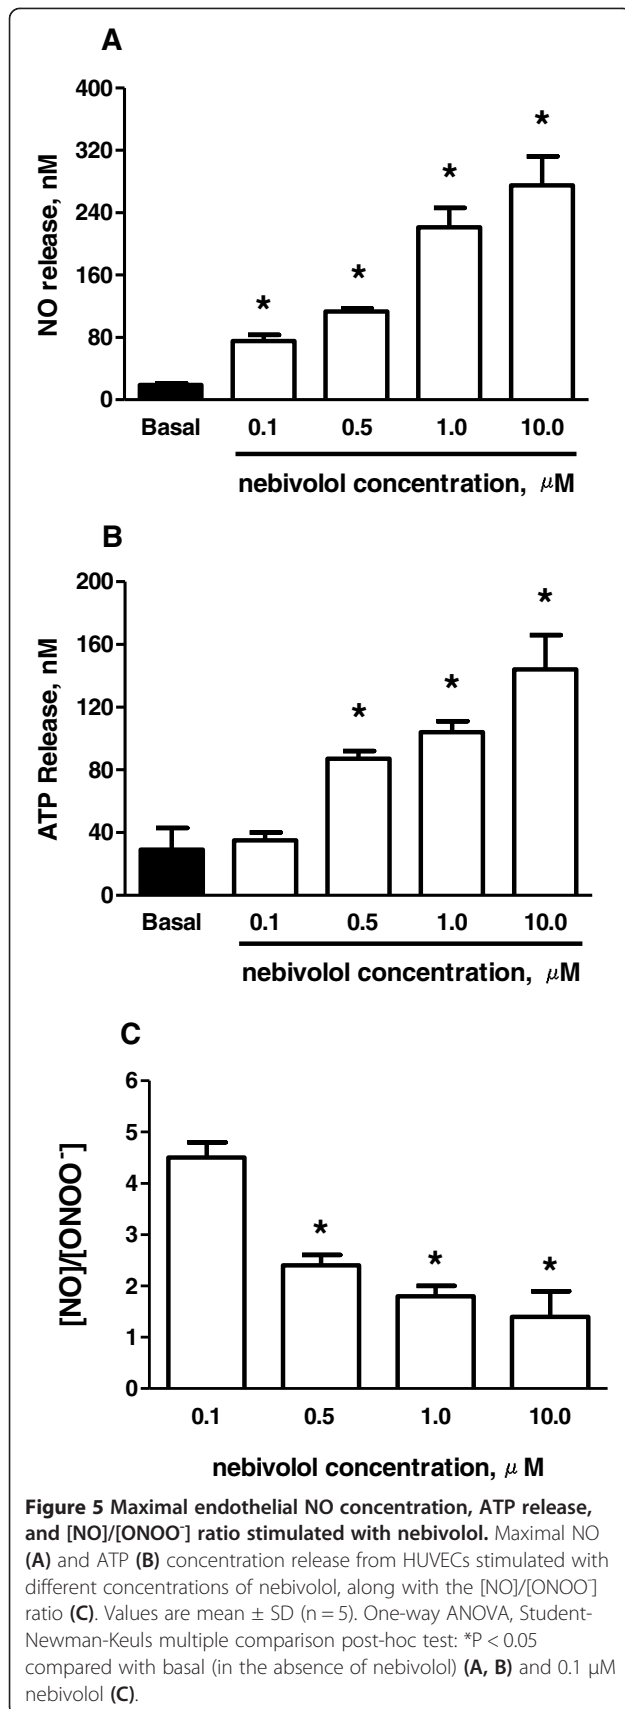 A
400
320
240
160
80
0
NO release, nM
*
*
*
*
Basal
0.1
0.5
1.0
10.0
nebivolol concentration, μM
B
200
160
120
80
40
0
ATP Release, nM
*
*
*
Basal
0.1
0.5
1.0
10.0
nebivolol concentration, μM
C
6
5
4
3
2
1
0
[NO]/[ONOO⁻]
*
*
*
0.1
0.5
1.0
10.0
nebivolol concentration, μ M
Figure 5 Maximal endothelial NO concentration, ATP release,
and [NO]/[ONOO⁻] ratio stimulated with nebivolol. Maximal NO
(A) and ATP (B) concentration release from HUVECs stimulated with
different concentrations of nebivolol, along with the [NO]/[ONOO⁻]
ratio (C). Values are mean ± SD (n = 5). One-way ANOVA, Student-
Newman-Keuls multiple comparison post-hoc test: *P < 0.05
compared with basal (in the absence of nebivolol) (A, B) and 0.1 μM
nebivolol (C).